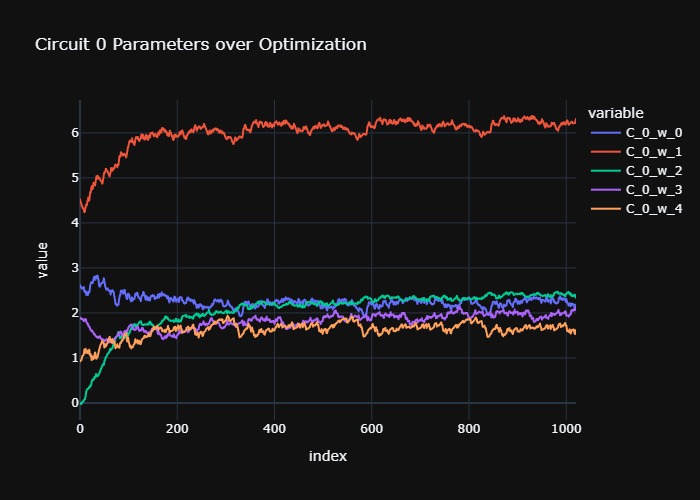 Circuit 0 Parameters over Optimization
variable
C_0_w_0
C_0_w_1
C_0_w_2
C_0_w_3
C_0_w_4
value
6
5
4
3
2
1
0
0 200 400 600 800 1000
index